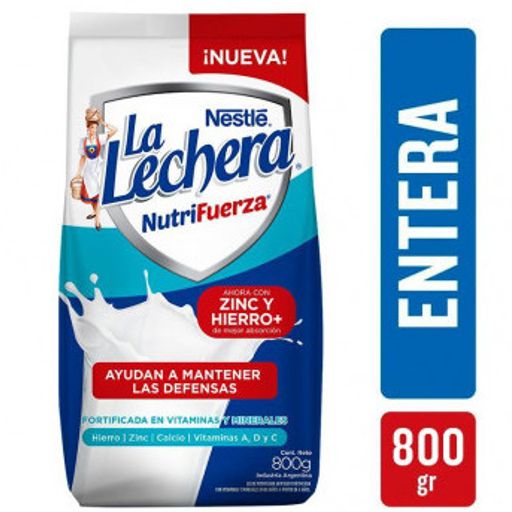 ¡NUEVA!
Nestlé®
La
Lechera®
NutriFuerza®
AHORA CON
ZINC Y
HIERRO+
de mejor absorción
AYUDAN A MANTENER
LAS DEFENSAS
FORTIFICADA EN VITAMINAS Y MINERALES
Hierro | Zinc | Calcio | Vitaminas A, D y C
Cont. Neto
800g
Industria Argentina
ENTERA
800
gr